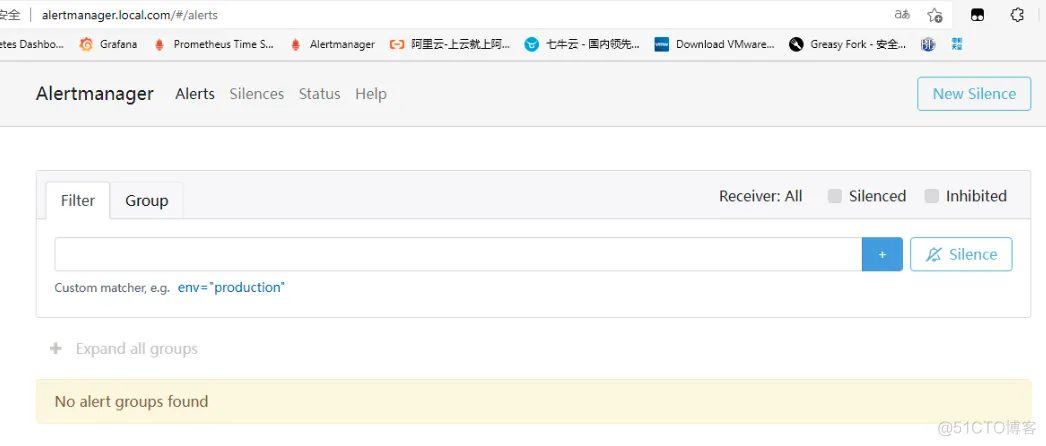 安全 alertmanager.local.com/#/alerts aあ
etes Dashbo... Grafana Prometheus Time S... Alertmanager 阿里云-上云就上阿... 七牛云 - 国内领先... Download VMware... Greasy Fork - 安全...
Alertmanager Alerts Silences Status Help New Silence
Filter Group Receiver: All Silenced Inhibited
+ Silence
Custom matcher, e.g. env="production"
+ Expand all groups
No alert groups found
@51CTO博客